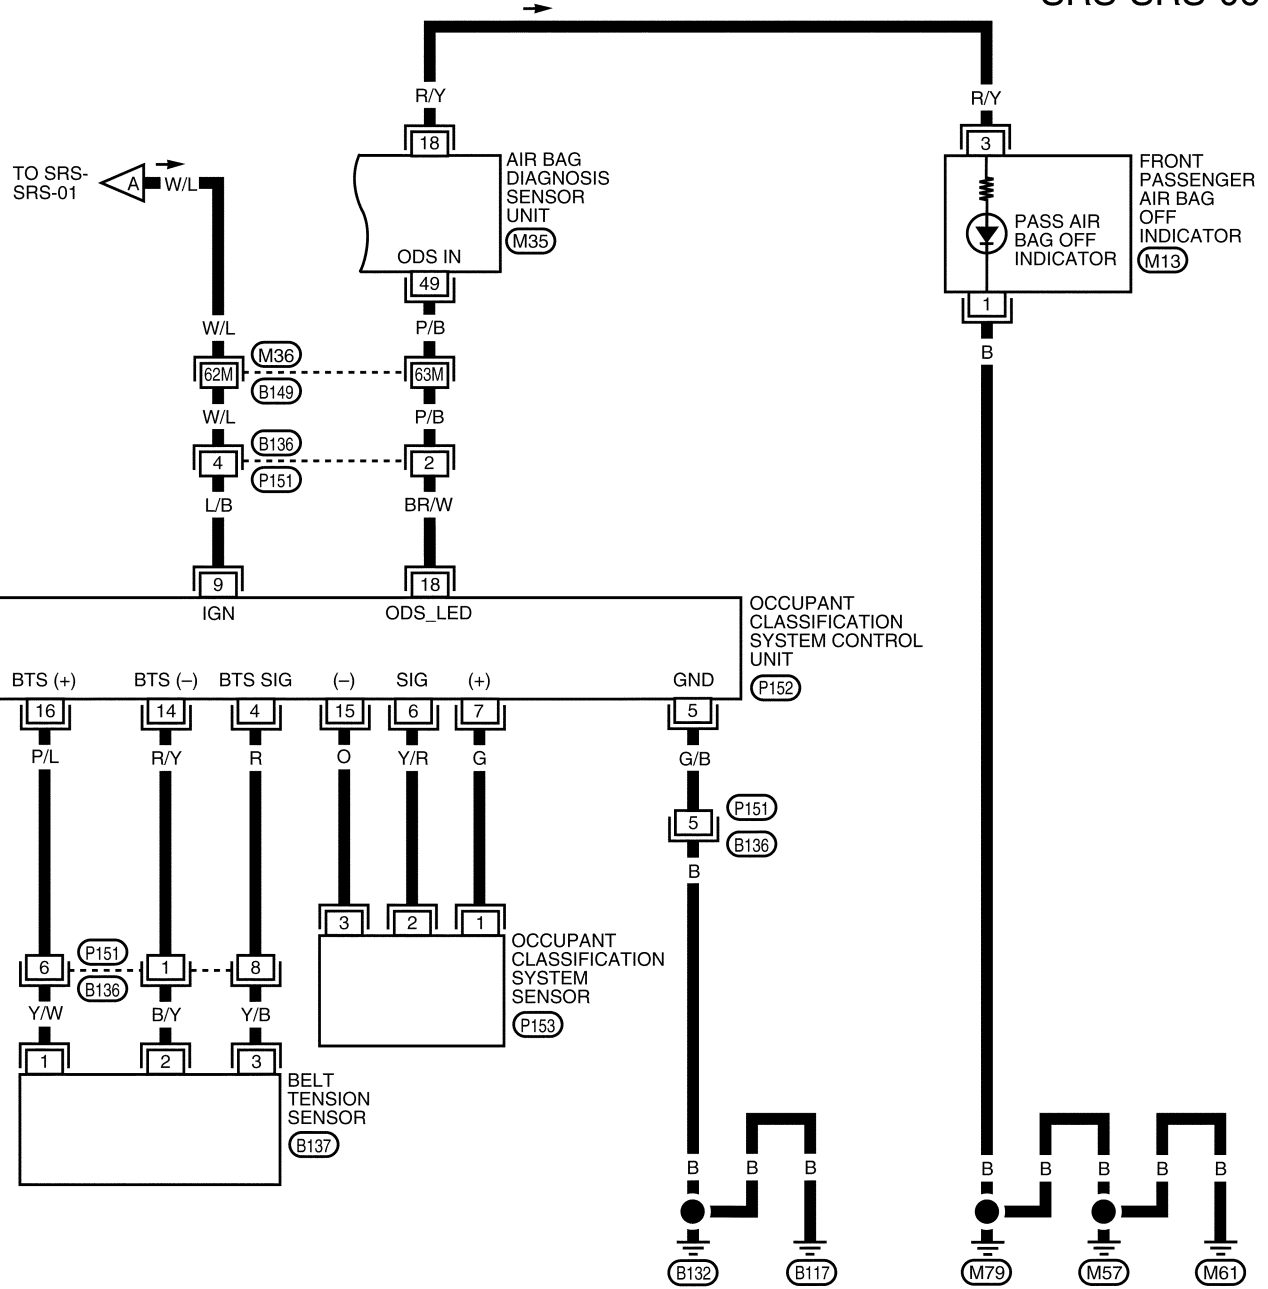 R/Y
R/Y
18
3
TO SRS-
SRS-01
A
W/L
AIR BAG
DIAGNOSIS
SENSOR
UNIT
M35
ODS IN
49
FRONT
PASSENGER
AIR BAG
OFF
INDICATOR
M13
PASS AIR
BAG OFF
INDICATOR
1
B
W/L
P/B
M36
62M
63M
B149
W/L
P/B
B136
4
2
P151
L/B
BR/W
9
18
IGN
ODS_LED
OCCUPANT
CLASSIFICATION
SYSTEM CONTROL
UNIT
P152
BTS (+)
BTS (–)
BTS SIG
(–)
SIG
(+)
GND
16
14
4
15
6
7
5
P/L
R/Y
R
O
Y/R
G
G/B
5
P151
B136
B
3
2
1
OCCUPANT
CLASSIFICATION
SYSTEM
SENSOR
P153
P151
6
1
8
B136
Y/W
B/Y
Y/B
1
2
3
BELT
TENSION
SENSOR
B137
B
B
B
B
B
B
B
B
B132
B117
M79
M57
M61